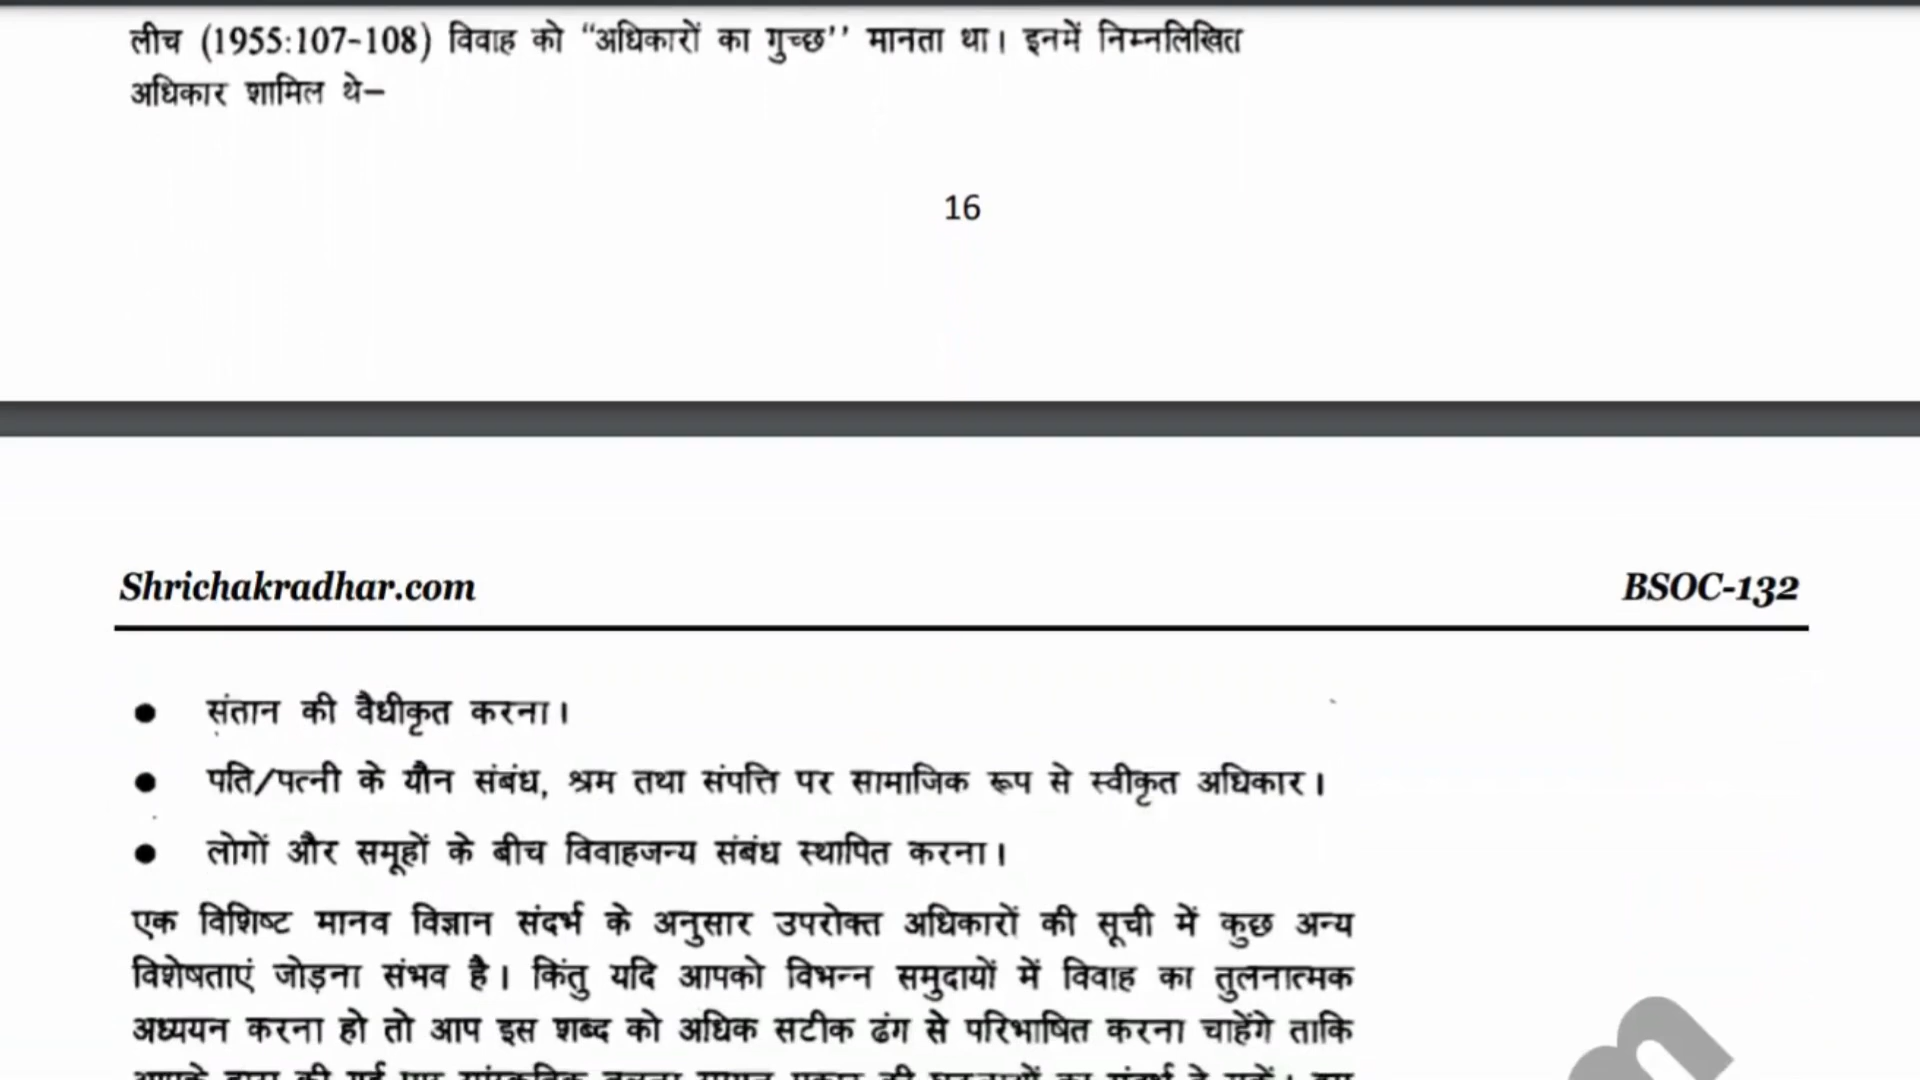 लीच (1955:107-108) विवाह को “अधिकारों का गुच्छ’’ मानता था। इनमें निम्नलिखित
अधिकार शामिल थे–
16
Shrichakradhar.com
BSOC-132
● संतान की वैधीकृत करना।
● पति/पत्नी के यौन संबंध, श्रम तथा संपत्ति पर सामाजिक रूप से स्वीकृत अधिकार।
● लोगों और समूहों के बीच विवाहजन्य संबंध स्थापित करना।
एक विशिष्ट मानव विज्ञान संदर्भ के अनुसार उपरोक्त अधिकारों की सूची में कुछ अन्य
विशेषताएं जोड़ना संभव है। किंतु यदि आपको विभन्न समुदायों में विवाह का तुलनात्मक
अध्ययन करना हो तो आप इस शब्द को अधिक सटीक ढंग से परिभाषित करना चाहेंगे ताकि